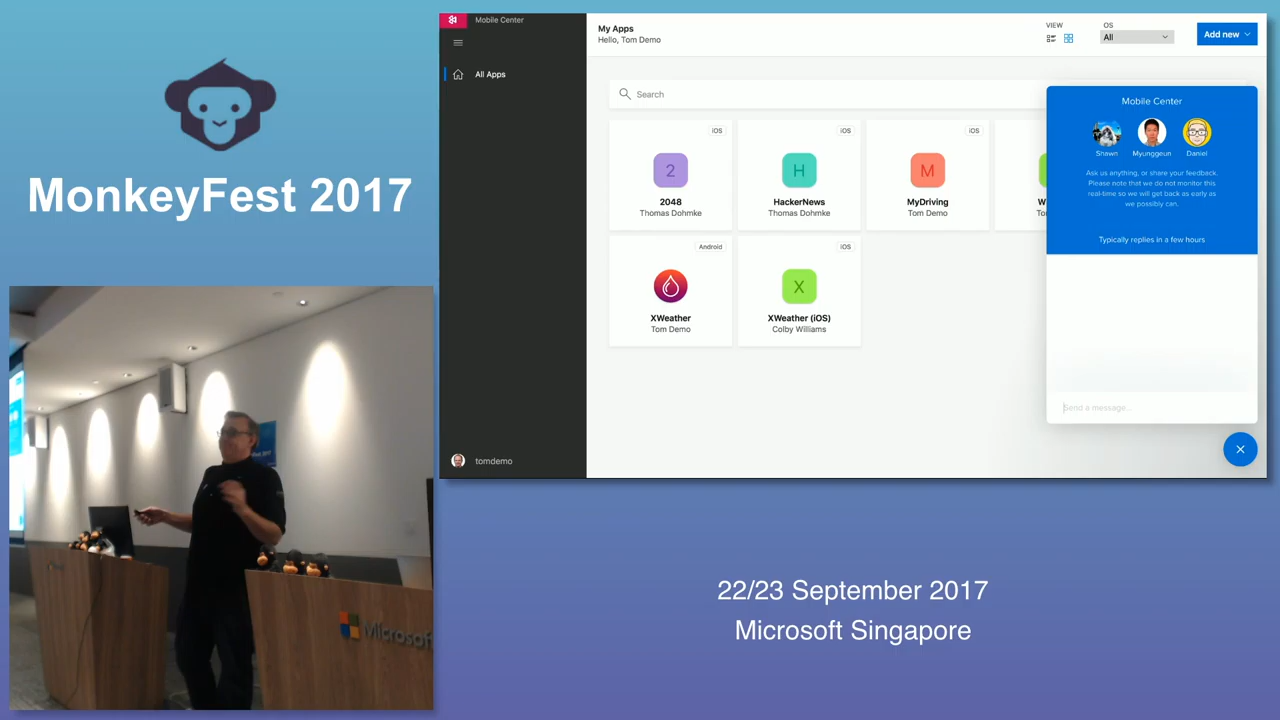 MonkeyFest 2017
Microsoft
Mobile Center
All Apps
tomdemo
My Apps
Hello, Tom Demo
VIEW
OS
All
Add new
Search
iOS
2
2048
Thomas Dohmke
iOS
H
HackerNews
Thomas Dohmke
iOS
M
MyDriving
Tom Demo
Android
XWeather
Tom Demo
iOS
X
XWeather (iOS)
Colby Williams
Mobile Center
Shawn
Myunggeun
Daniel
Ask us anything, or share your feedback.
Please note that we do not monitor this
real-time so we will get back as early as
we possibly can.
Typically replies in a few hours
Send a message...
22/23 September 2017
Microsoft Singapore